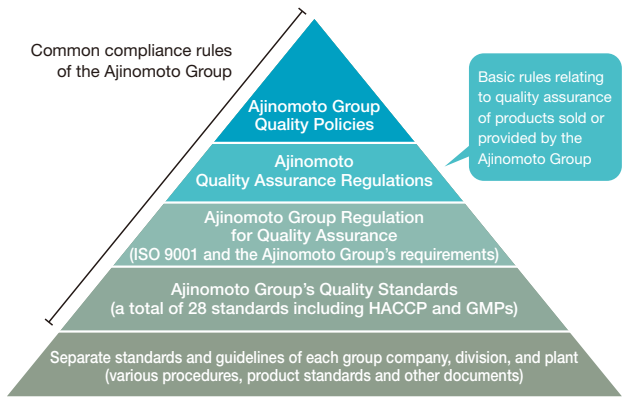 Common compliance rules
of the Ajinomoto Group
Ajinomoto Group
Quality Policies
Basic rules relating
to quality assurance
of products sold or
provided by the
Ajinomoto Group
Ajinomoto
Quality Assurance Regulations
Ajinomoto Group Regulation
for Quality Assurance
(ISO 9001 and the Ajinomoto Group's requirements)
Ajinomoto Group's Quality Standards
(a total of 28 standards including HACCP and GMPs)
Separate standards and guidelines of each group company, division, and plant
(various procedures, product standards and other documents)